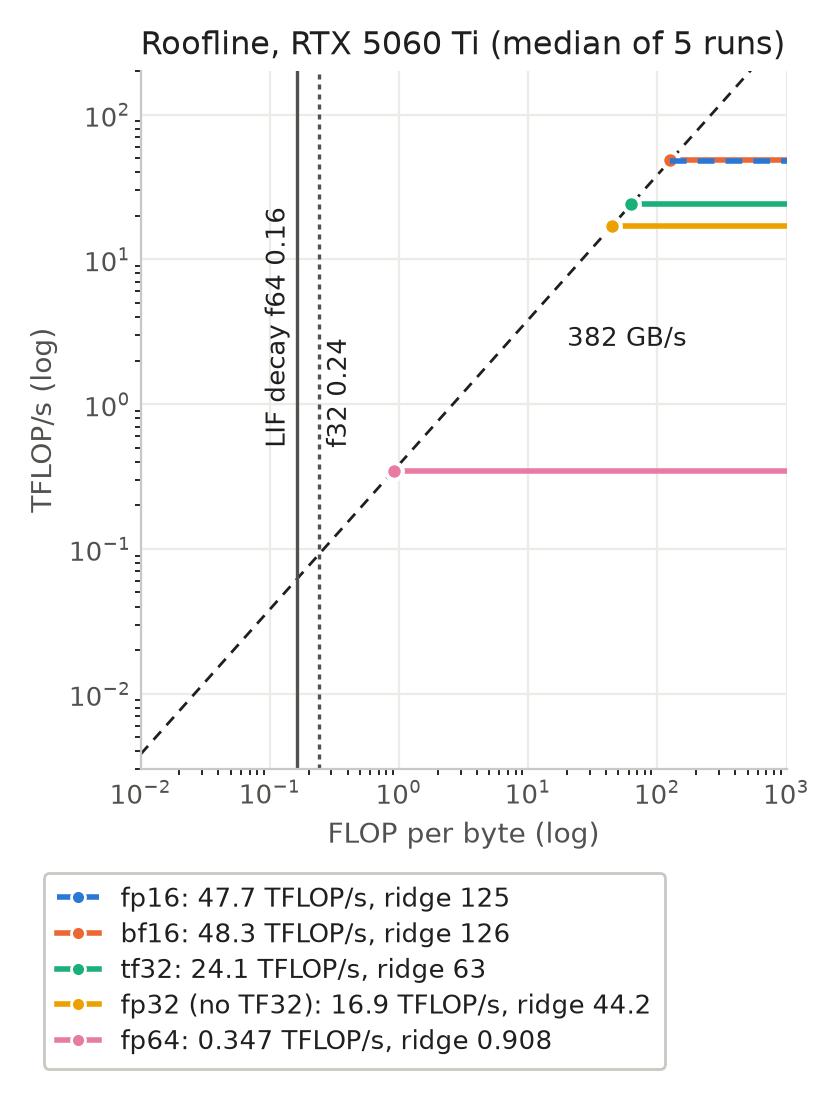 Roofline, RTX 5060 Ti (median of 5 runs)
TFLOP/s (log)
10²
10¹
10⁰
10⁻¹
10⁻²
LIF decay f64 0.16
f32 0.24
382 GB/s
10⁻² 10⁻¹ 10⁰ 10¹ 10² 10³
FLOP per byte (log)
fp16: 47.7 TFLOP/s, ridge 125
bf16: 48.3 TFLOP/s, ridge 126
tf32: 24.1 TFLOP/s, ridge 63
fp32 (no TF32): 16.9 TFLOP/s, ridge 44.2
fp64: 0.347 TFLOP/s, ridge 0.908